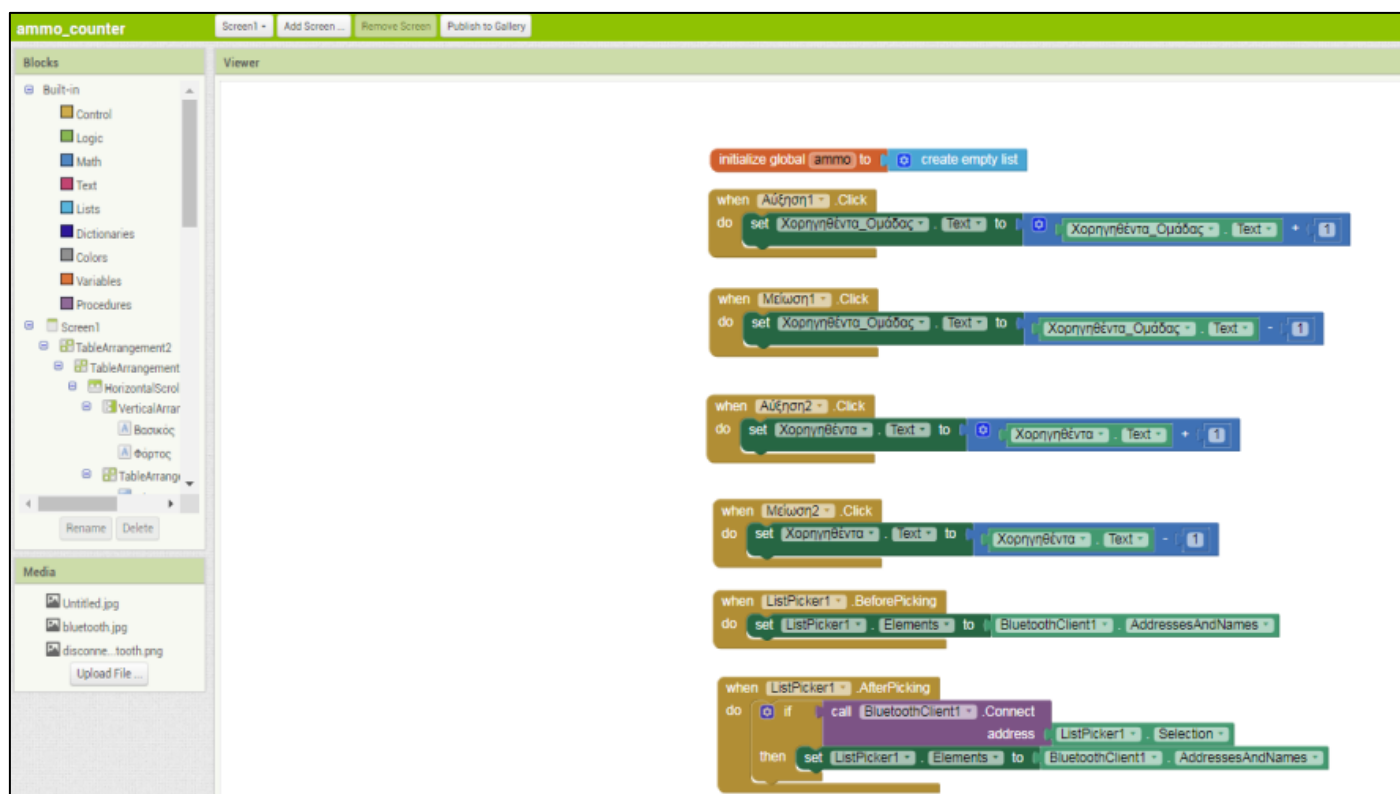 ammo_counter
Screen1
Add Screen ...
Remove Screen
Publish to Gallery
Blocks
Viewer
Built-in
Control
Logic
Math
Text
Lists
Dictionaries
Colors
Variables
Procedures
Screen1
TableArrangement2
TableArrangement
HorizontalScrol
VerticalArrar
Βασικός
Φόρτος
TableArrang
Rename Delete
Media
Untitled.jpg
bluetooth.jpg
disconne...tooth.png
Upload File ...
initialize global ammo to create empty list
when Αύξηση1 .Click
do set Χορηγηθέντα_Ομάδας . Text to Χορηγηθέντα_Ομάδας . Text + 1
when Μείωση1 .Click
do set Χορηγηθέντα_Ομάδας . Text to Χορηγηθέντα_Ομάδας . Text - 1
when Αύξηση2 .Click
do set Χορηγηθέντα . Text to Χορηγηθέντα . Text + 1
when Μείωση2 .Click
do set Χορηγηθέντα . Text to Χορηγηθέντα . Text - 1
when ListPicker1 .BeforePicking
do set ListPicker1 . Elements to BluetoothClient1 . AddressesAndNames
when ListPicker1 .AfterPicking
do if call BluetoothClient1 .Connect
address ListPicker1 . Selection
then set ListPicker1 . Elements to BluetoothClient1 . AddressesAndNames